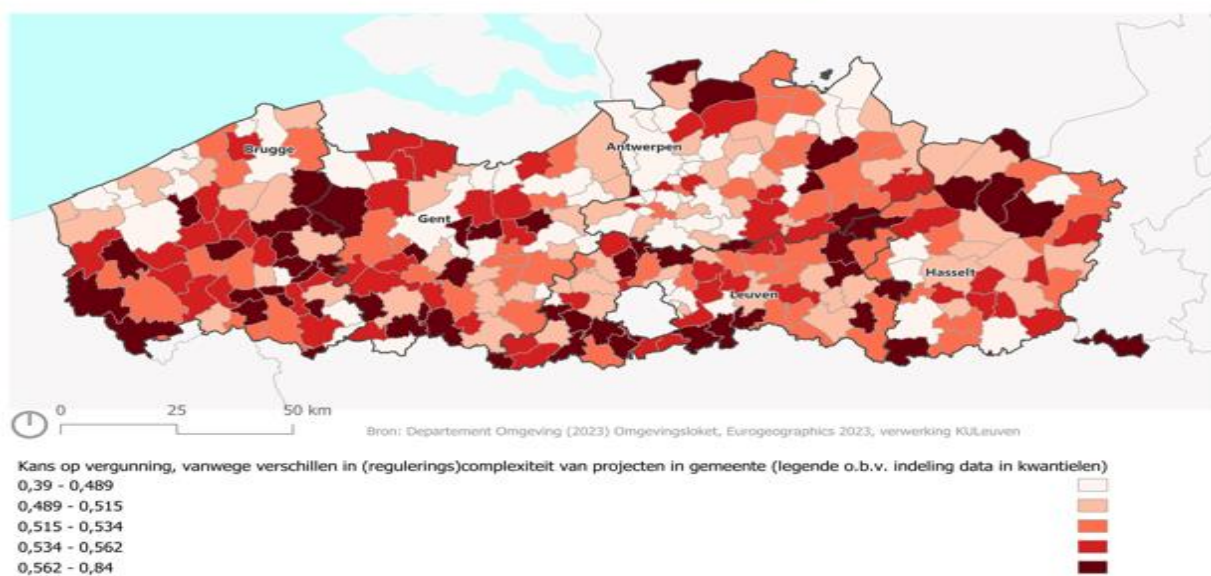 Brugge
Antwerpen
Gent
Hasselt
Leuven
0 25 50 km
Bron: Departement Omgeving (2023) Omgevingsloket, Eurogeographics 2023, verwerking KULeuven
Kans op vergunning, vanwege verschillen in (regulerings)complexiteit van projecten in gemeente (legende o.b.v. indeling data in kwantielen)
0,39 - 0,489
0,489 - 0,515
0,515 - 0,534
0,534 - 0,562
0,562 - 0,84